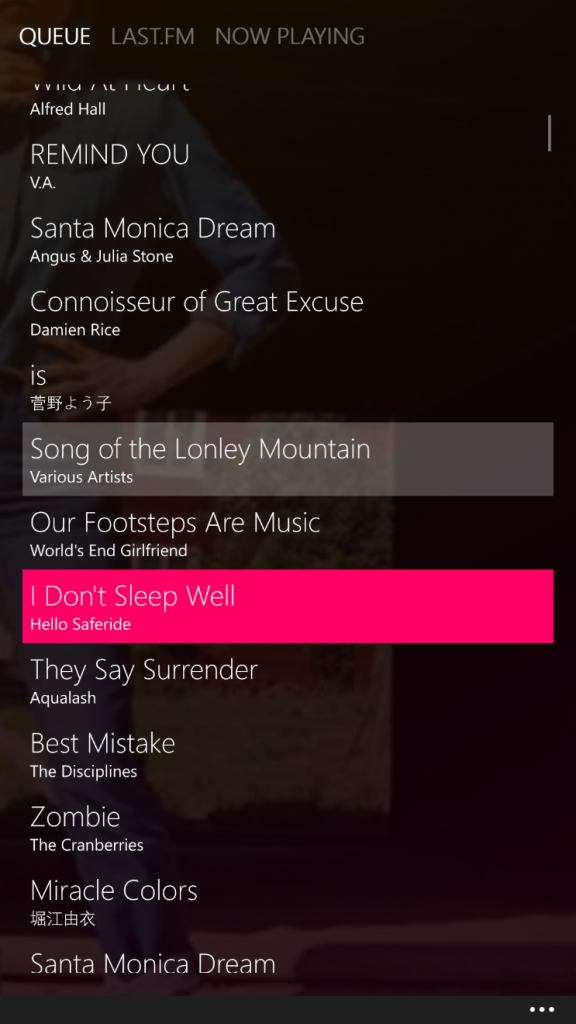 QUEUE LAST.FM NOW PLAYING
Wild At Heart
Alfred Hall
REMIND YOU
V.A.
Santa Monica Dream
Angus & Julia Stone
Connoisseur of Great Excuse
Damien Rice
is
菅野よう子
Song of the Lonley Mountain
Various Artists
Our Footsteps Are Music
World's End Girlfriend
I Don't Sleep Well
Hello Saferide
They Say Surrender
Aqualash
Best Mistake
The Disciplines
Zombie
The Cranberries
Miracle Colors
堀江由衣
Santa Monica Dream